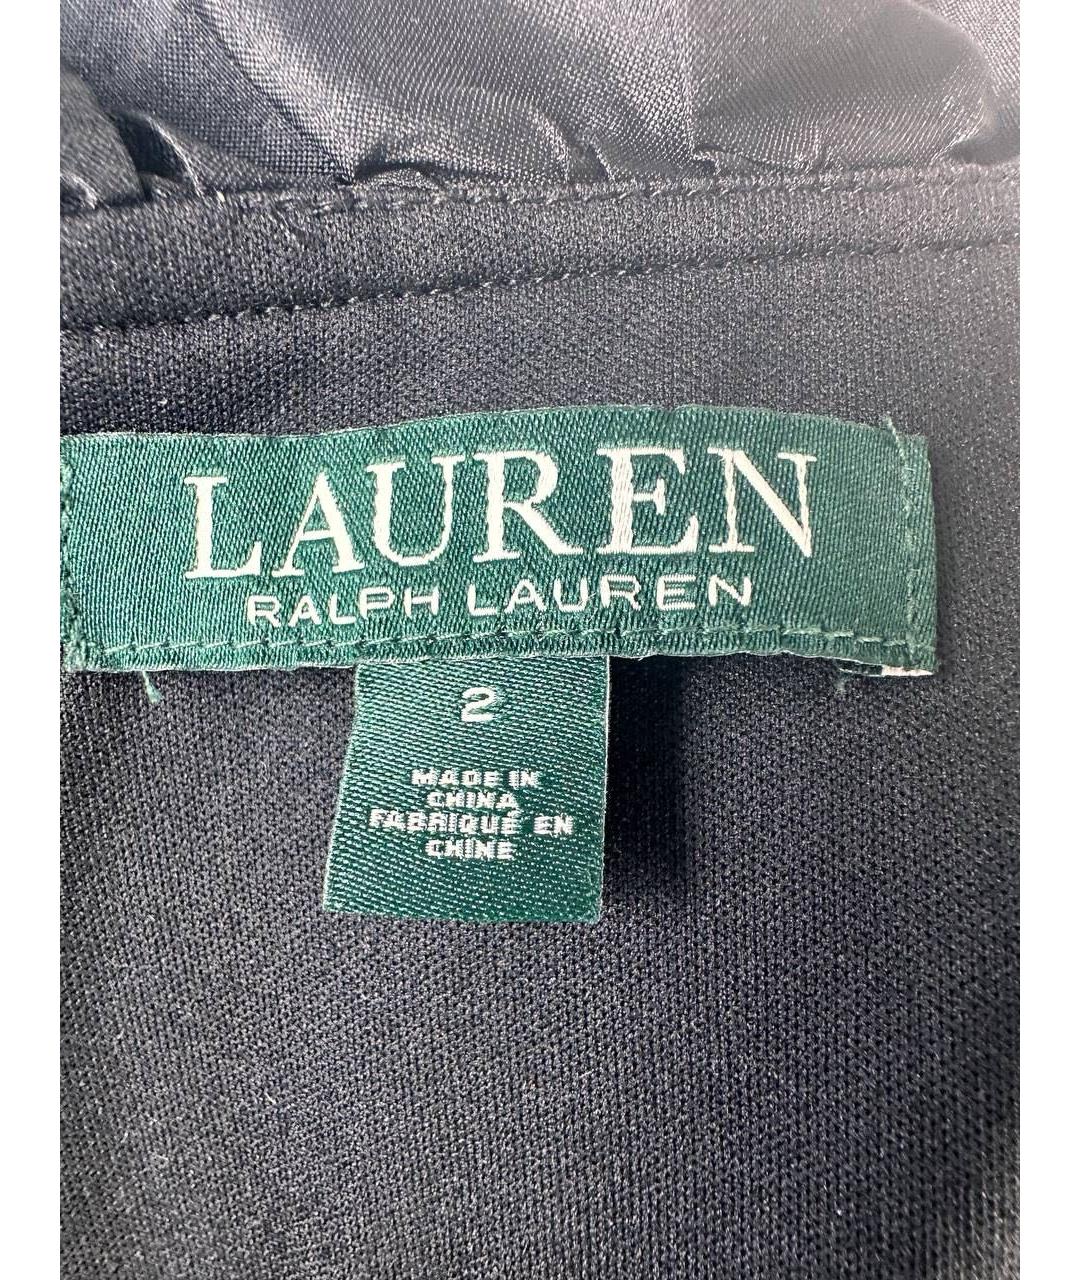 LAUREN
RALPH LAUREN
2
MADE IN
CHINA
FABRIQUÉ EN
CHINE